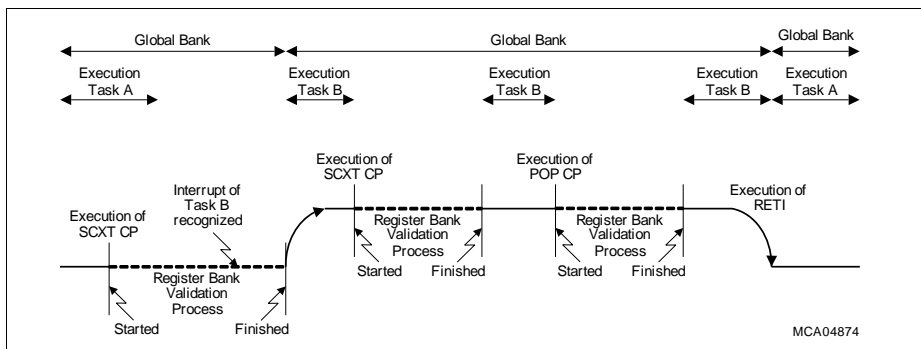 Global Bank
Global Bank
Global Bank
Execution
Task A
Execution
Task B
Execution
Task B
Execution
Task B
Execution
Task A
Execution of
SCXT CP
Interrupt of
Task B
recognized
Register Bank
Validation
Process
Started
Finished
Execution of
SCXT CP
Register Bank
Validation
Process
Started
Finished
Execution of
POP CP
Register Bank
Validation
Process
Started
Finished
Execution of
RETI
MCA04874